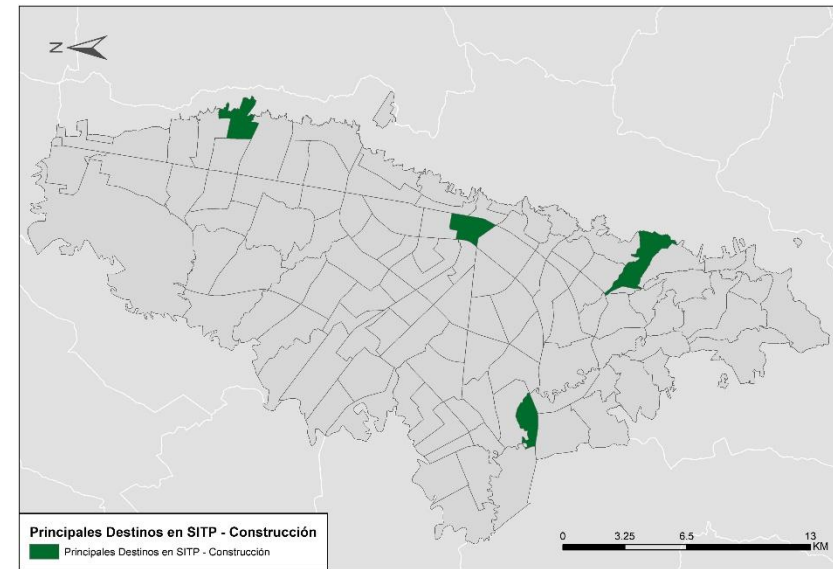 N
Principales Destinos en SITP - Construcción
Principales Destinos en SITP - Construcción
0 3.25 6.5 13
KM